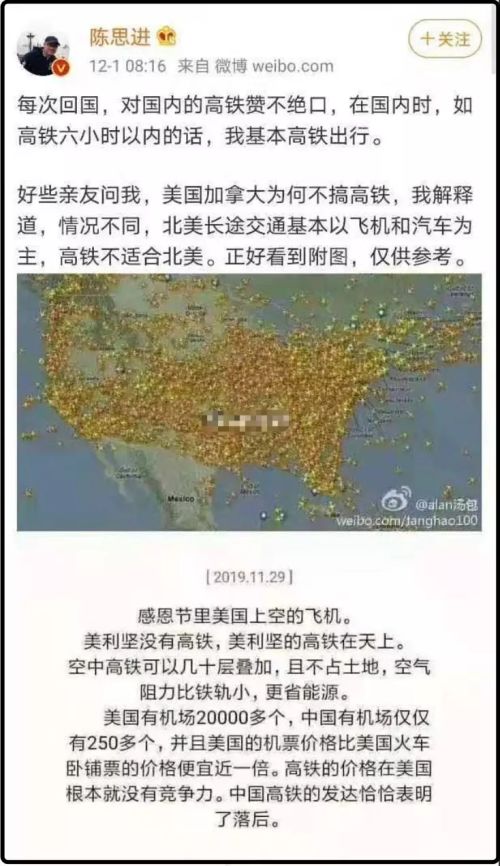 陈思进
+关注
12-1 08:16 来自 微博 weibo.com
每次回国，对国内的高铁赞不绝口，在国内时，如
高铁六小时以内的话，我基本高铁出行。
好些亲友问我，美国加拿大为何不搞高铁，我解释
道，情况不同，北美长途交通基本以飞机和汽车为
主，高铁不适合北美。正好看到附图，仅供参考。
Mexico
@alan汤包
weibo.com/tanghao100
[2019.11.29]
感恩节里美国上空的飞机。
美利坚没有高铁，美利坚的高铁在天上。
空中高铁可以几十层叠加，且不占土地，空气
阻力比铁轨小，更省能源。
美国有机场20000多个，中国有机场仅仅
有250多个，并且美国的机票价格比美国火车
卧铺票的价格便宜近一倍。高铁的价格在美国
根本就没有竞争力。中国高铁的发达恰恰表明
了落后。